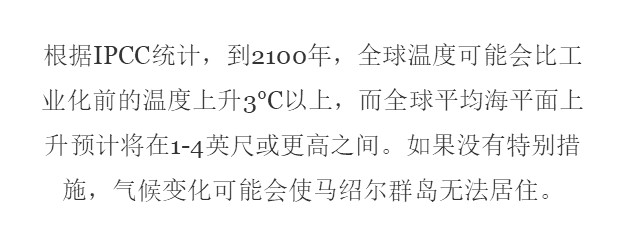 根据IPCC统计，到2100年，全球温度可能会比工
业化前的温度上升3°C以上，而全球平均海平面上
升预计将在1-4英尺或更高之间。如果没有特别措
施，气候变化可能会使马绍尔群岛无法居住。